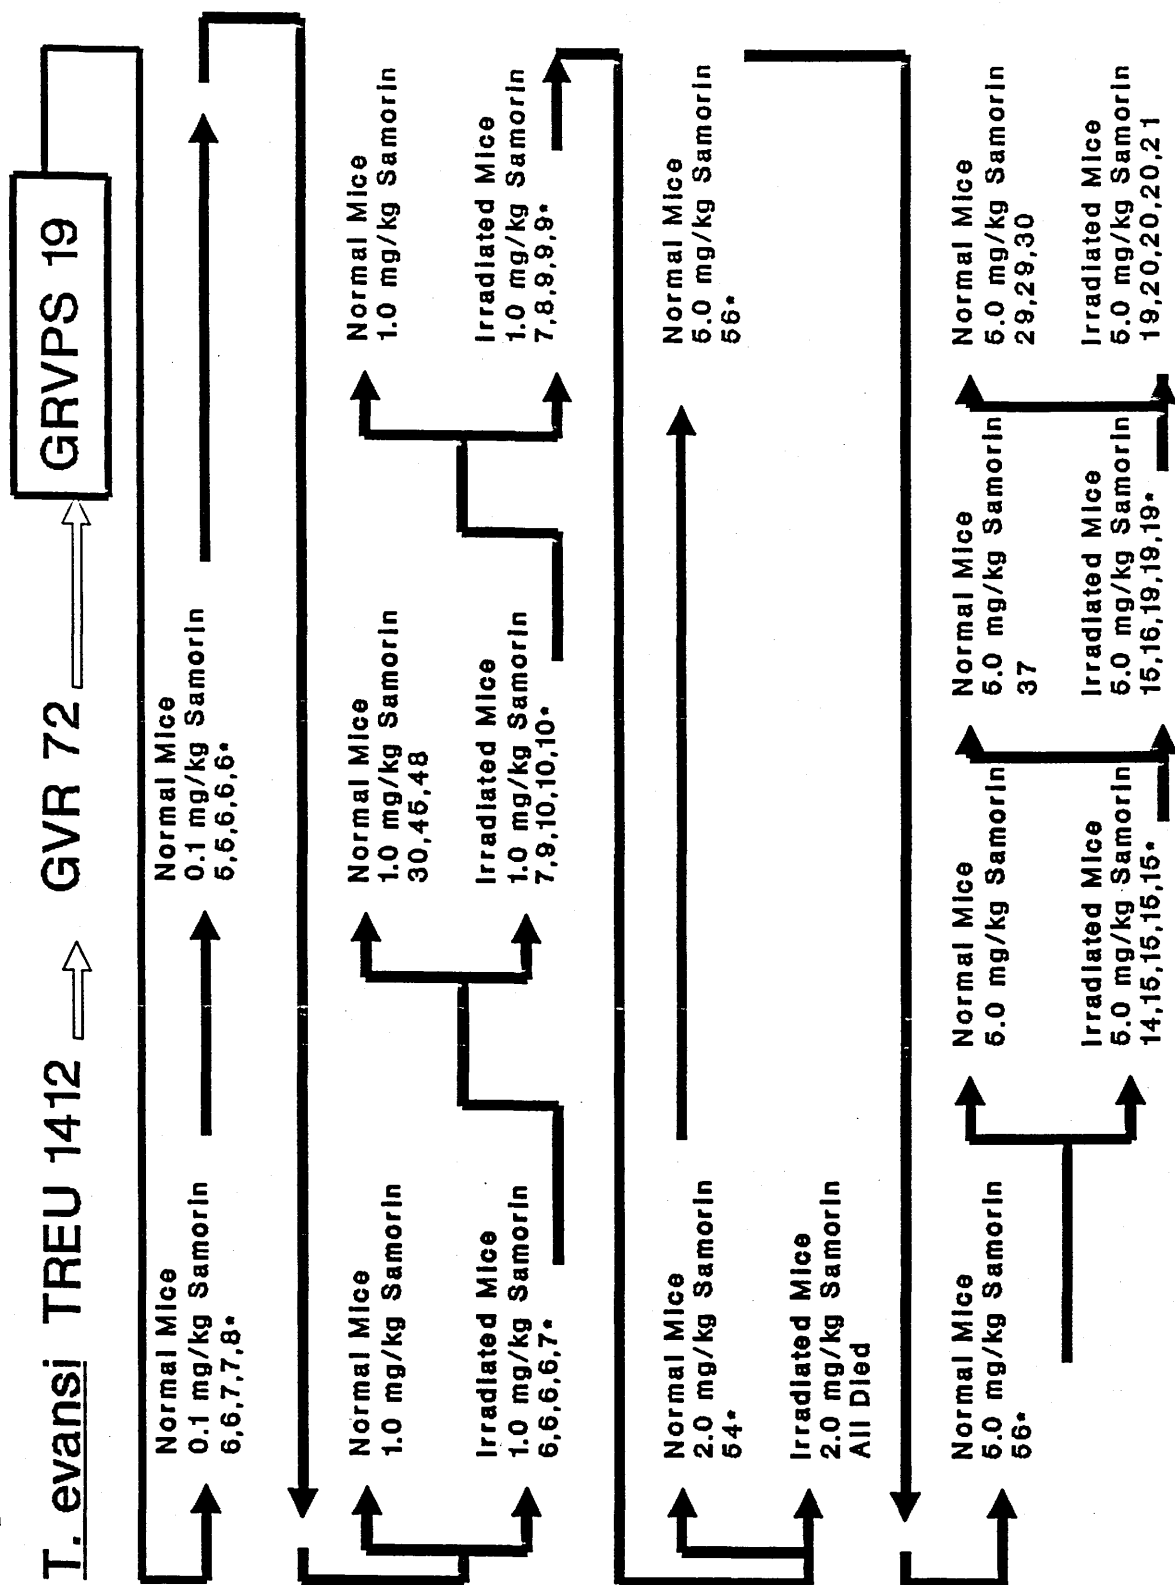 T. evansi TREU 1412 GVR 72 GRVPS 19
Normal Mice
0.1 mg/kg Samorin
6,6,7,7,8*
Normal Mice
0.1 mg/kg Samorin
5,5,6,6,6*
Normal Mice
1.0 mg/kg Samorin
Irradiated Mice
1.0 mg/kg Samorin
6,6,6,6,7*
Normal Mice
1.0 mg/kg Samorin
30,45,48
Irradiated Mice
1.0 mg/kg Samorin
7,9,10,10,10*
Normal Mice
1.0 mg/kg Samorin
Irradiated Mice
1.0 mg/kg Samorin
7,8,9,9,9*
Normal Mice
2.0 mg/kg Samorin
54*
Irradiated Mice
2.0 mg/kg Samorin
All Died
Normal Mice
5.0 mg/kg Samorin
56*
Normal Mice
5.0 mg/kg Samorin
56*
Normal Mice
5.0 mg/kg Samorin
Irradiated Mice
5.0 mg/kg Samorin
14,15,15,15,15*
Normal Mice
5.0 mg/kg Samorin
37
Irradiated Mice
5.0 mg/kg Samorin
15,16,19,19,19*
Normal Mice
5.0 mg/kg Samorin
29,29,30
Irradiated Mice
5.0 mg/kg Samorin
19,20,20,20,21